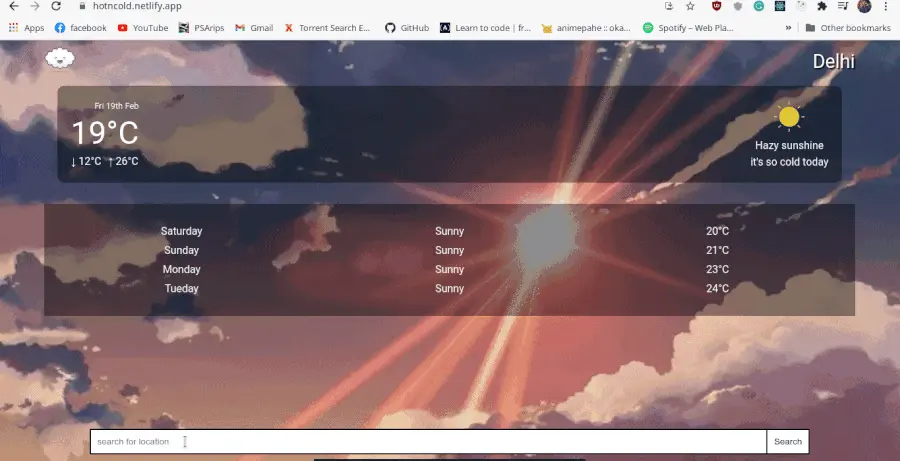 hotncold.netlify.app
Apps facebook YouTube PSArips Gmail Torrent Search E... GitHub Learn to code | fr... animepahe :: oka... Spotify – Web Pla... » Other bookmarks
Delhi
Fri 19th Feb
19°C
↓12°C ↑26°C
Hazy sunshine
it's so cold today
Saturday Sunny 20°C
Sunday Sunny 21°C
Monday Sunny 23°C
Tueday Sunny 24°C
search for location Search